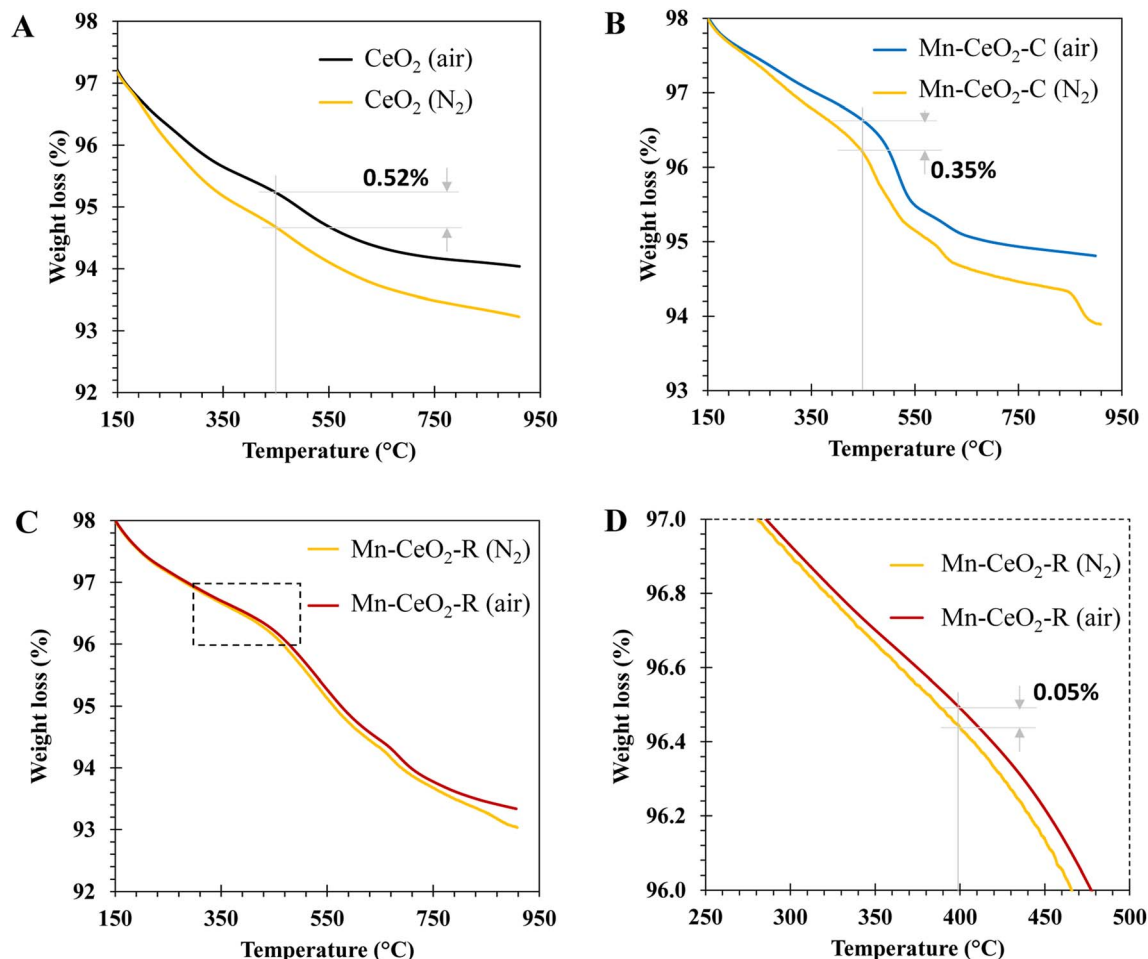 A
98
97
96
95
94
93
92
Weight loss (%)
CeO₂ (air)
CeO₂ (N₂)
0.52%
150 350 550 750 950
Temperature (°C)
B
98
97
96
95
94
93
Weight loss (%)
Mn-CeO₂-C (air)
Mn-CeO₂-C (N₂)
0.35%
150 350 550 750 950
Temperature (°C)
C
98
97
96
95
94
93
92
Weight loss (%)
Mn-CeO₂-R (N₂)
Mn-CeO₂-R (air)
150 350 550 750 950
Temperature (°C)
D
97.0
96.8
96.6
96.4
96.2
96.0
Weight loss (%)
Mn-CeO₂-R (N₂)
Mn-CeO₂-R (air)
0.05%
250 300 350 400 450 500
Temperature (°C)